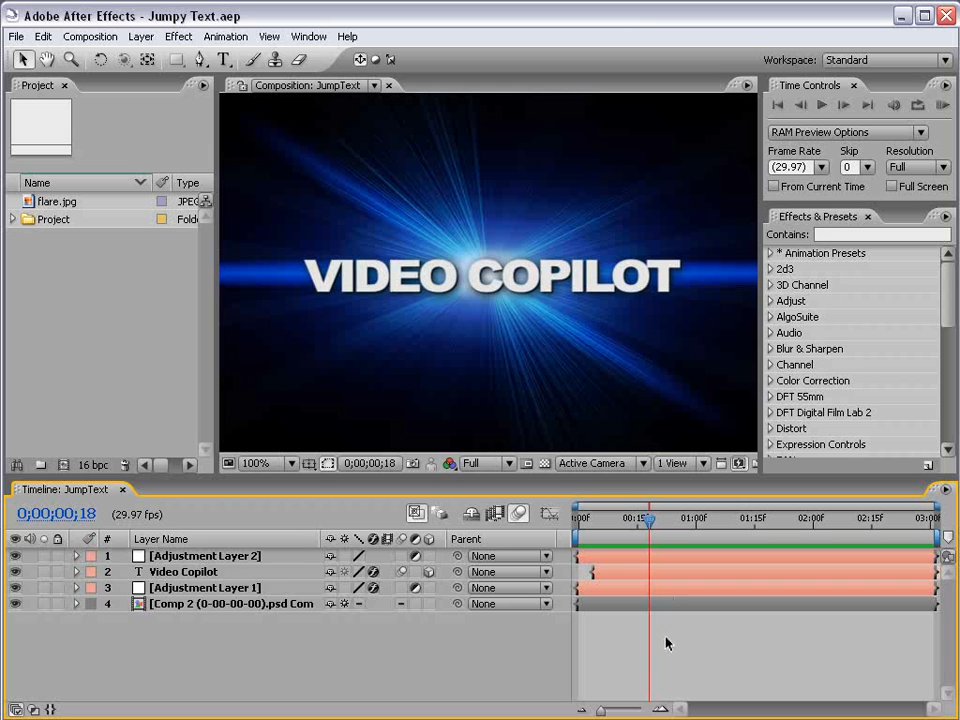 Adobe After Effects - Jumpy Text.aep
File Edit Composition Layer Effect Animation View Window Help
Workspace: Standard
Project
Composition: JumpText
Time Controls
RAM Preview Options
Frame Rate Skip Resolution
(29.97) 0 Full
From Current Time Full Screen
Name Type
flare.jpg JPEG
Project Fold
Effects & Presets
Contains:
* Animation Presets
2d3
3D Channel
Adjust
AlgoSuite
Audio
Blur & Sharpen
Channel
Color Correction
DFT 55mm
DFT Digital Film Lab 2
Distort
Expression Controls
VIDEO COPILOT
16 bpc
100% 0;00;00;18 Full Active Camera 1 View
Timeline: JumpText
0;00;00;18 (29.97 fps)
00f 00:15f 01:00f 01:15f 02:00f 02:15f 03:00f
# Layer Name Parent
1 [Adjustment Layer 2] None
2 T Video Copilot None
3 [Adjustment Layer 1] None
4 [Comp 2 (0-00-00-00).psd Com None